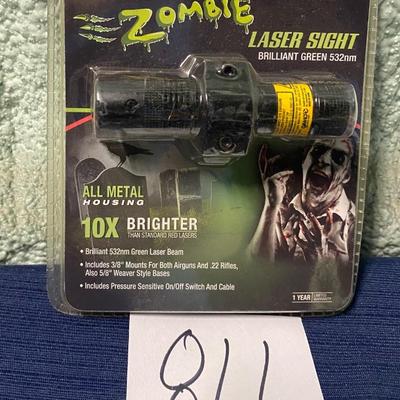 ZOMBIE
LASER SIGHT
BRILLIANT GREEN 532nm
ALL METAL
HOUSING
10X BRIGHTER
THAN STANDARD RED LASERS
• Brilliant 532nm Green Laser Beam
• Includes 3/8" Mounts For Both Airguns And .22 Rifles,
Also 5/8" Weaver Style Bases
• Includes Pressure Sensitive On/Off Switch And Cable
1 YEAR LIMITED
WARRANTY
811